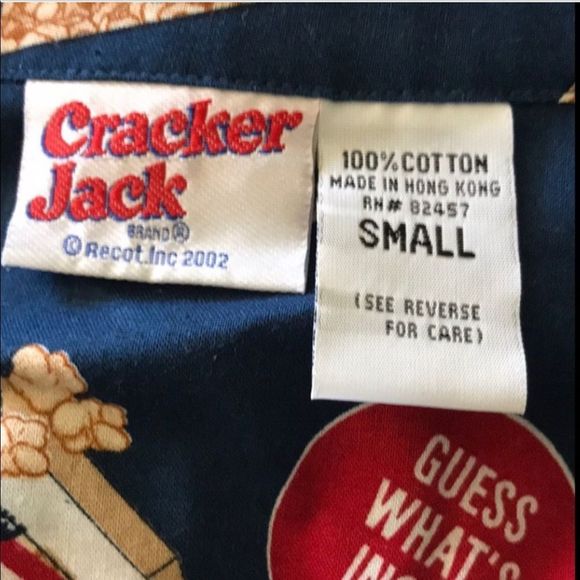 Cracker
Jack
BRAND®
© Recot.Inc 2002
100% COTTON
MADE IN HONG KONG
RN# 82457
SMALL
(SEE REVERSE
FOR CARE)
GUESS
WHAT'S